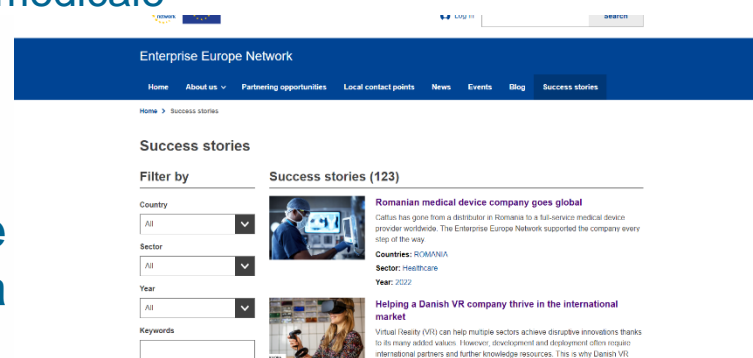 network
Log in
Search
Enterprise Europe Network
Home About us Partnering opportunities Local contact points News Events Blog Success stories
Home > Success stories
Success stories
Filter by
Success stories (123)
Country
All
Sector
All
Year
All
Keywords
Romanian medical device company goes global
Cattus has gone from a distributor in Romania to a full-service medical device
provider worldwide. The Enterprise Europe Network supported the company every
step of the way
Countries: ROMANIA
Sector: Healthcare
Year: 2022
Helping a Danish VR company thrive in the international
market
Virtual Reality (VR) can help multiple sectors achieve disruptive innovations thanks
to its many added values. However, development and deployment often require
international partners and further knowledge resources. This is why Danish VR